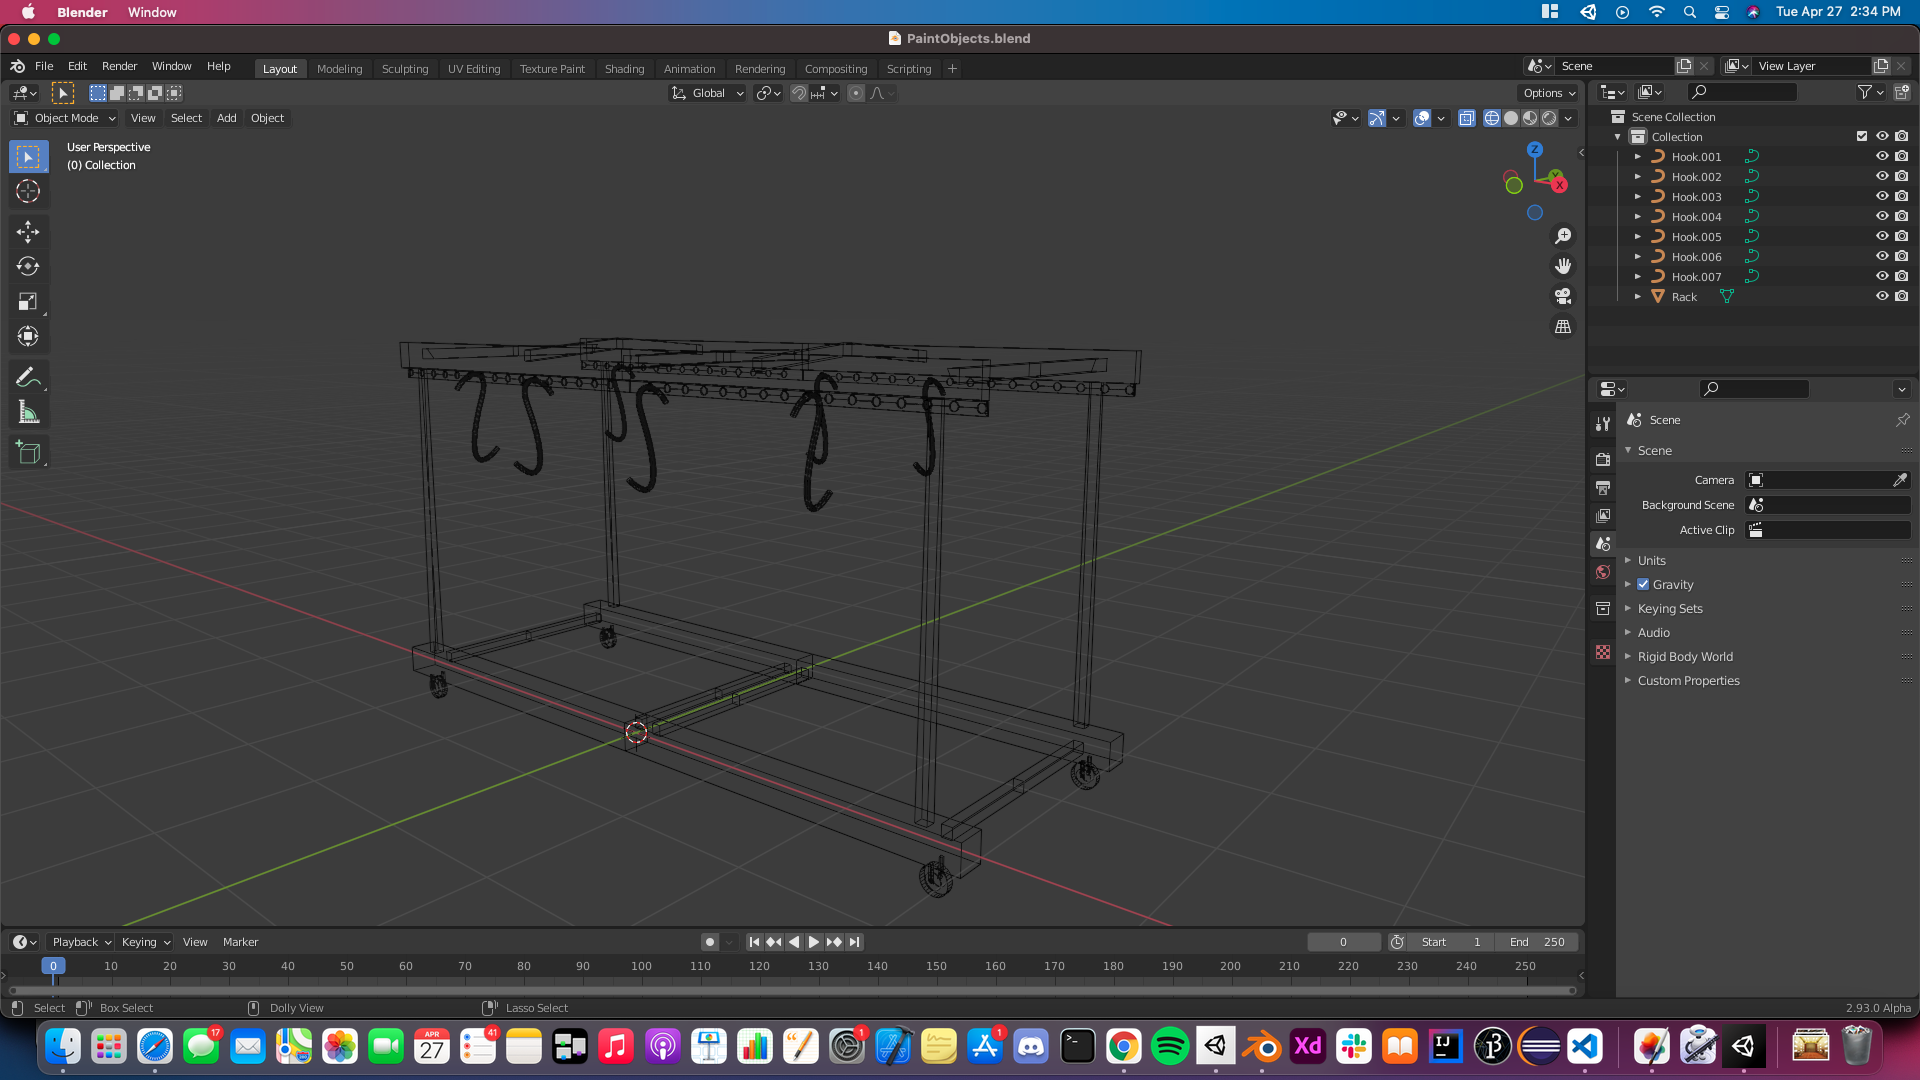 Blender Window Tue Apr 27 2:34 PM
PaintObjects.blend
File Edit Render Window Help Layout Modeling Sculpting UV Editing Texture Paint Shading Animation Rendering Compositing Scripting + Scene View Layer
Global Options
Object Mode View Select Add Object
User Perspective
(0) Collection
Z
Y
X
Scene Collection
Collection
Hook.001
Hook.002
Hook.003
Hook.004
Hook.005
Hook.006
Hook.007
Rack
Scene
Scene
Camera
Background Scene
Active Clip
Units
Gravity
Keying Sets
Audio
Rigid Body World
Custom Properties
Playback Keying View Marker 0 Start 1 End 250
0 10 20 30 40 50 60 70 80 90 100 110 120 130 140 150 160 170 180 190 200 210 220 230 240 250
Select Box Select Dolly View Lasso Select 2.93.0 Alpha
17 APR 27 41 1 1 Xd IJ